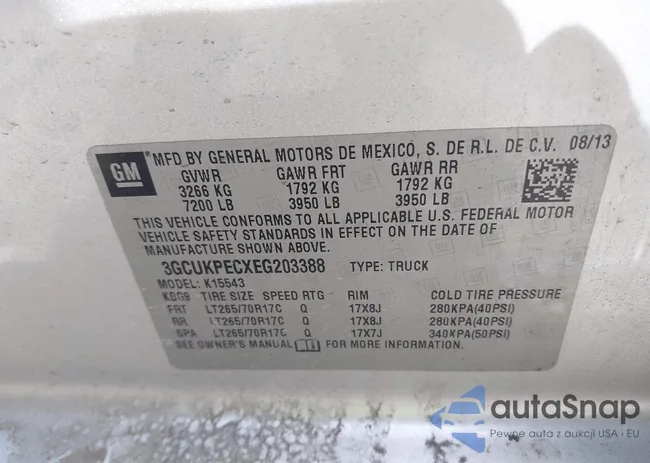 GM
MFD BY GENERAL MOTORS DE MEXICO, S. DE R.L. DE C.V. 08/13
GVWR GAWR FRT GAWR RR
3266 KG 1792 KG 1792 KG
7200 LB 3950 LB 3950 LB
THIS VEHICLE CONFORMS TO ALL APPLICABLE U.S. FEDERAL MOTOR
VEHICLE SAFETY STANDARDS IN EFFECT ON THE DATE OF
MANUFACTURE SHOWN ABOVE.
3GCUKPECXEG203388 TYPE: TRUCK
MODEL: K15543
KBG9 TIRE SIZE SPEED RTG RIM COLD TIRE PRESSURE
FRT LT265/70R17C Q 17X8J 280KPA(40PSI)
RR LT265/70R17C Q 17X8J 280KPA(40PSI)
SPA LT265/70R17C Q 17X7J 340KPA(50PSI)
SEE OWNER'S MANUAL FOR MORE INFORMATION.
autaSnap
Pewne auta z aukcji USA i EU